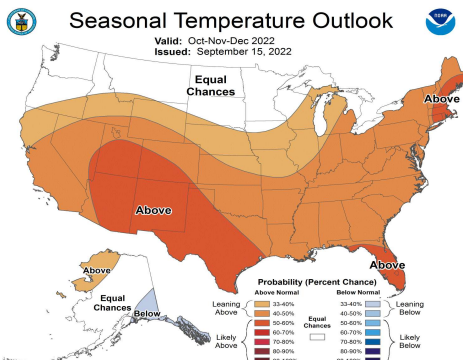 Seasonal Temperature Outlook
Valid: Oct-Nov-Dec 2022
Issued: September 15, 2022
NOAA
Equal
Chances
Above
Above
Above
Above
Equal
Chances
Below
Probability (Percent Chance)
Above Normal
Below Normal
Leaning
Above
33-40%
40-50%
Likely
Above
50-60%
60-70%
70-80%
80-90%
Equal
Chances
33-40%
40-50%
Leaning
Below
50-60%
60-70%
70-80%
80-90%
Likely
Below